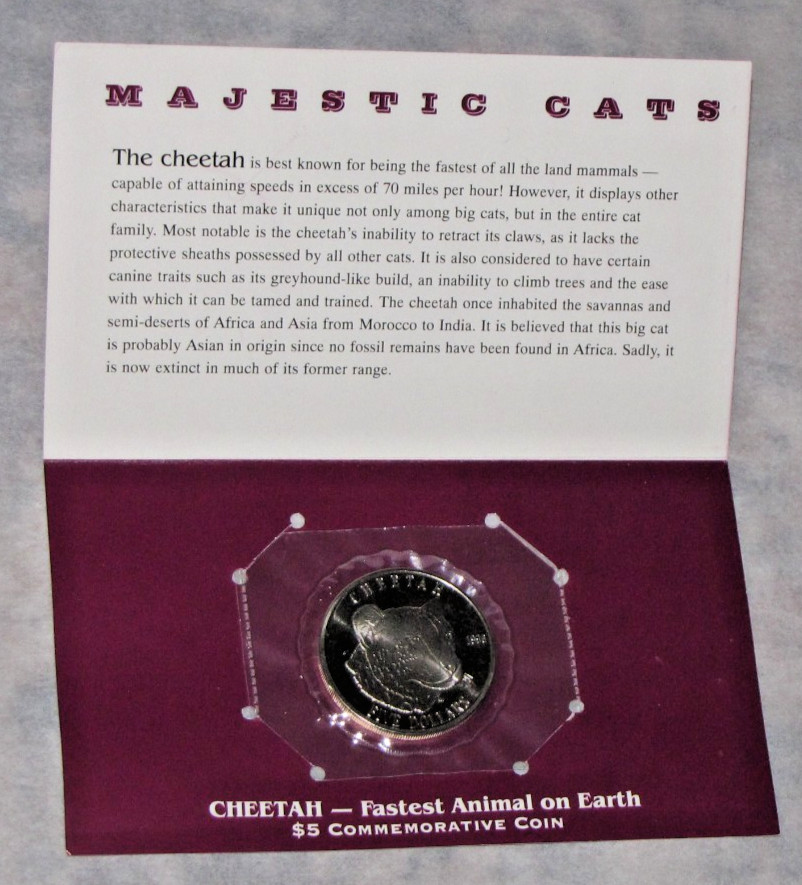 MAJESTIC CATS
The cheetah is best known for being the fastest of all the land mammals —
capable of attaining speeds in excess of 70 miles per hour! However, it displays other
characteristics that make it unique not only among big cats, but in the entire cat
family. Most notable is the cheetah's inability to retract its claws, as it lacks the
protective sheaths possessed by all other cats. It is also considered to have certain
canine traits such as its greyhound-like build, an inability to climb trees and the ease
with which it can be tamed and trained. The cheetah once inhabited the savannas and
semi-deserts of Africa and Asia from Morocco to India. It is believed that this big cat
is probably Asian in origin since no fossil remains have been found in Africa. Sadly, it
is now extinct in much of its former range.
CHEETAH
FIVE DOLLARS
CHEETAH — Fastest Animal on Earth
$5 COMMEMORATIVE COIN